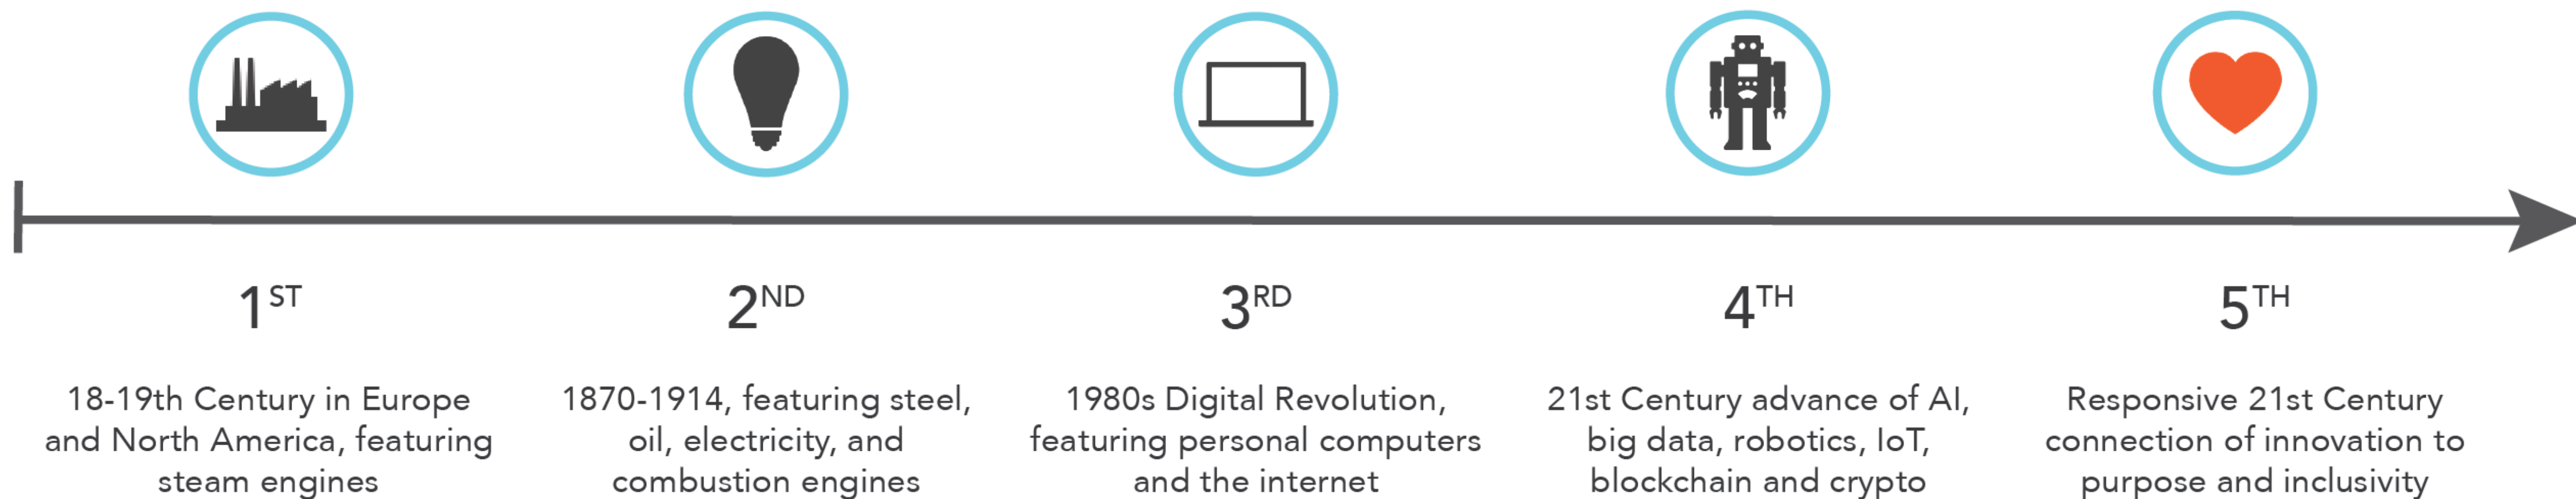 1ST
18-19th Century in Europe
and North America, featuring
steam engines
2ND
1870-1914, featuring steel,
oil, electricity, and
combustion engines
3RD
1980s Digital Revolution,
featuring personal computers
and the internet
4TH
21st Century advance of AI,
big data, robotics, IoT,
blockchain and crypto
5TH
Responsive 21st Century
connection of innovation to
purpose and inclusivity